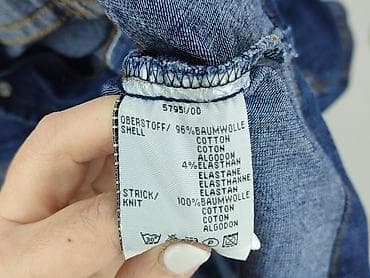 5795/00
OBERSTOFF/ 96%BAUMWOLLE
SHELL COTTON
COTON
ALGODON
4%ELASTHAN
ELASTANE
ELASTHANNE
ELASTAN
STRICK/ 100%BAUMWOLLE
KNIT COTTON
COTON
ALGODON
P